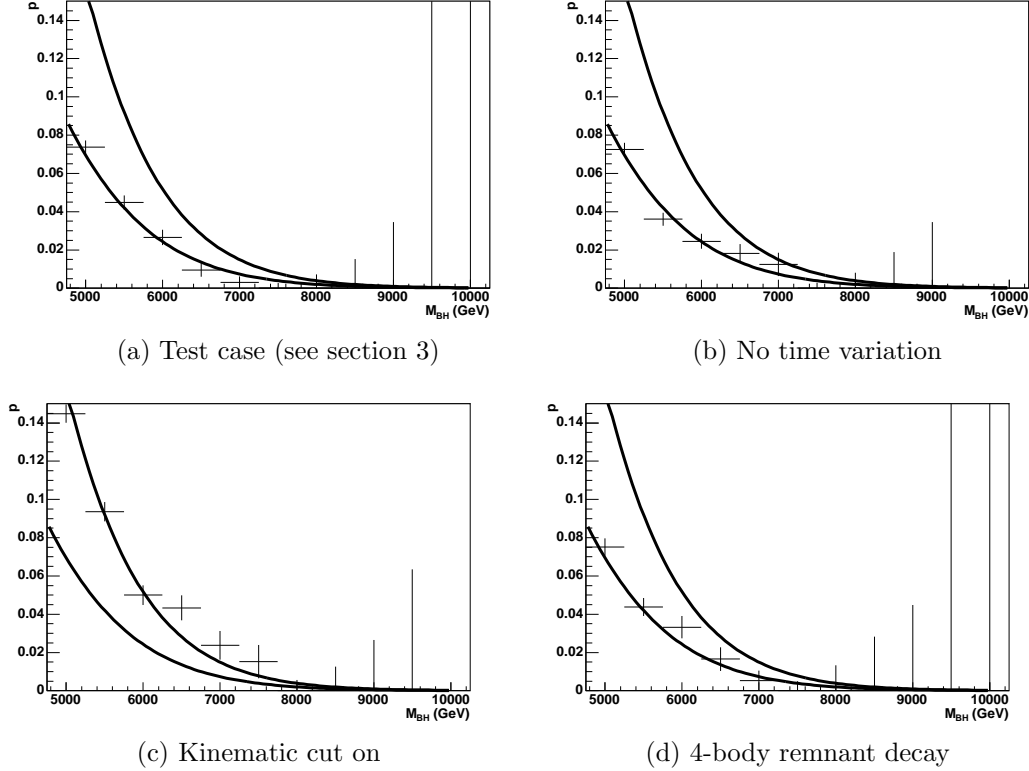 p
0.14
0.12
0.1
0.08
0.06
0.04
0.02
0
5000 6000 7000 8000 9000 10000
M_BH (GeV)
(a) Test case (see section 3)
p
0.14
0.12
0.1
0.08
0.06
0.04
0.02
0
5000 6000 7000 8000 9000 10000
M_BH (GeV)
(b) No time variation
p
0.14
0.12
0.1
0.08
0.06
0.04
0.02
0
5000 6000 7000 8000 9000 10000
M_BH (GeV)
(c) Kinematic cut on
p
0.14
0.12
0.1
0.08
0.06
0.04
0.02
0
5000 6000 7000 8000 9000 10000
M_BH (GeV)
(d) 4-body remnant decay